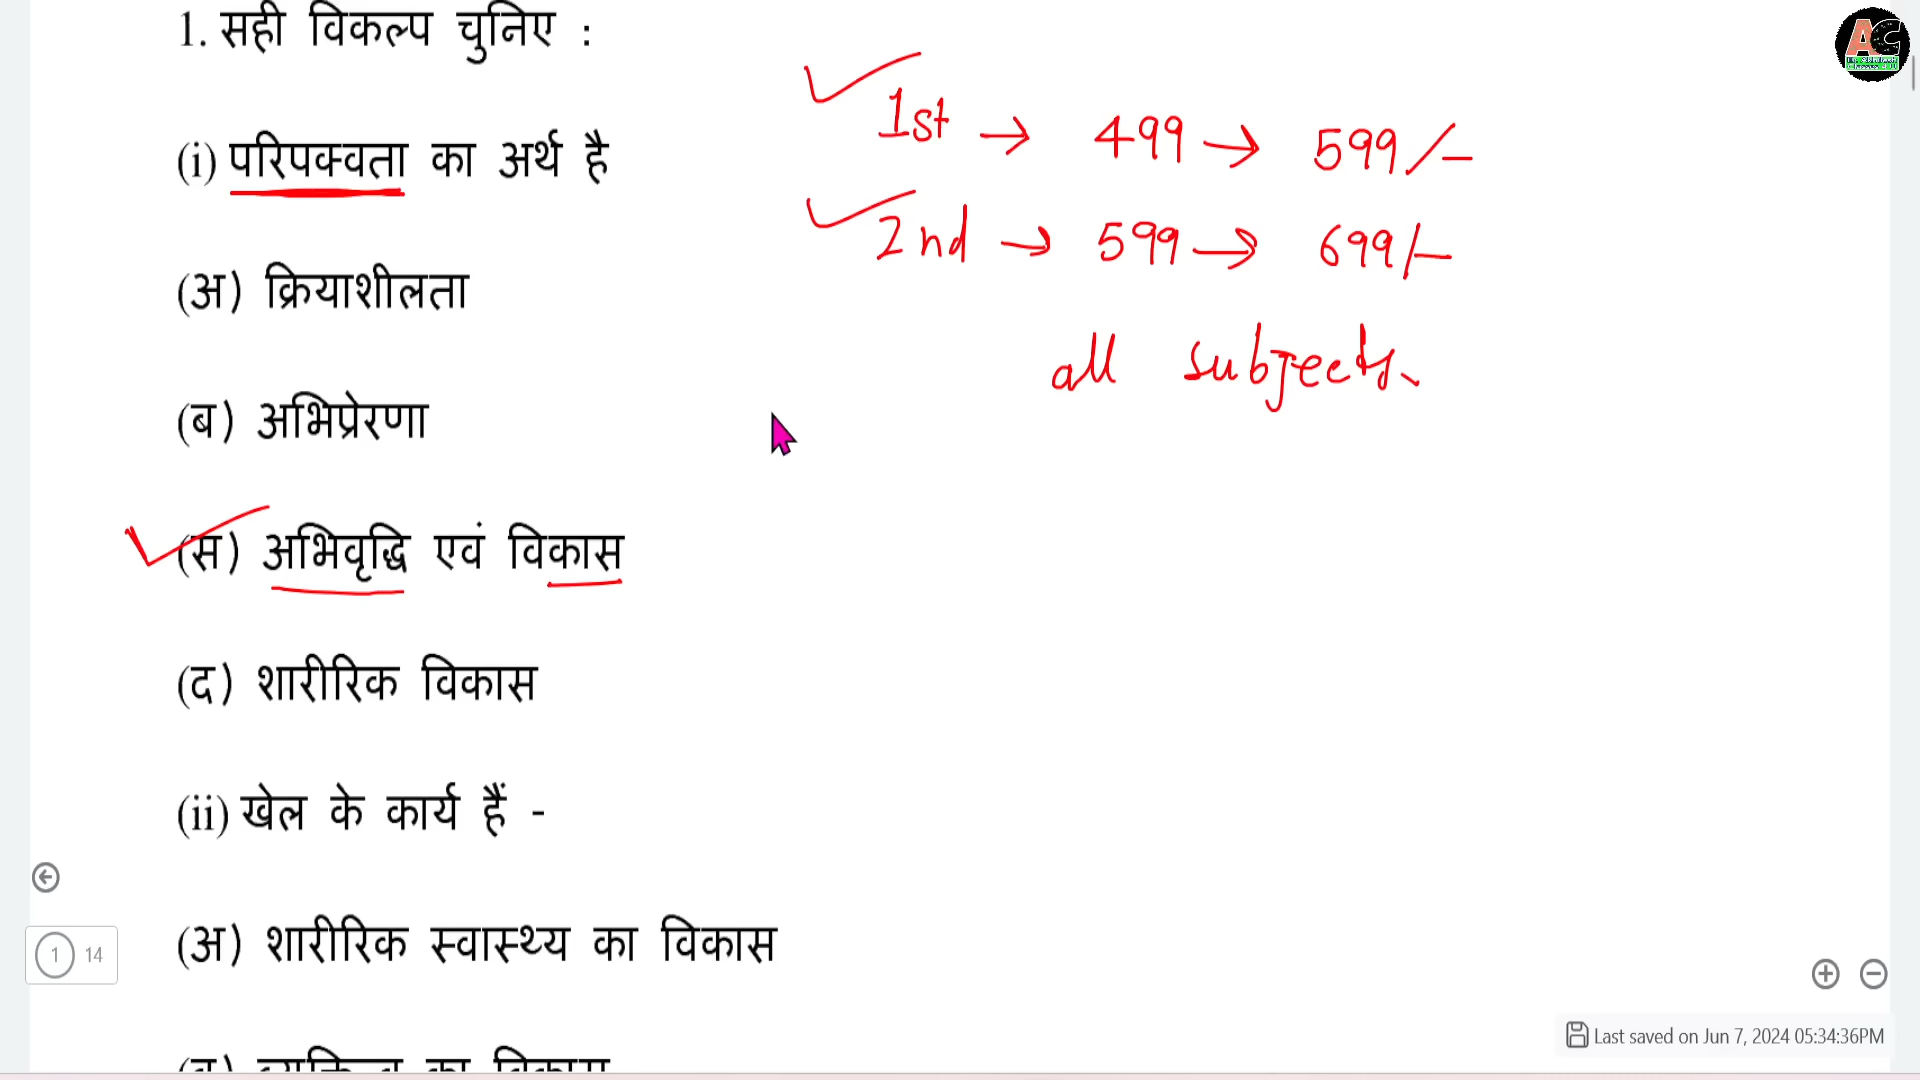 1. सही विकल्प चुनिए :
(i) परिपक्वता का अर्थ है
(अ) क्रियाशीलता
(ब) अभिप्रेरणा
(स) अभिवृद्धि एवं विकास
(द) शारीरिक विकास
(ii) खेल के कार्य हैं -
(अ) शारीरिक स्वास्थ्य का विकास
1st → 499 → 599/-
2nd → 599 → 699/-
all subjects.
AC
1 14
Last saved on Jun 7, 2024 05:34:36PM